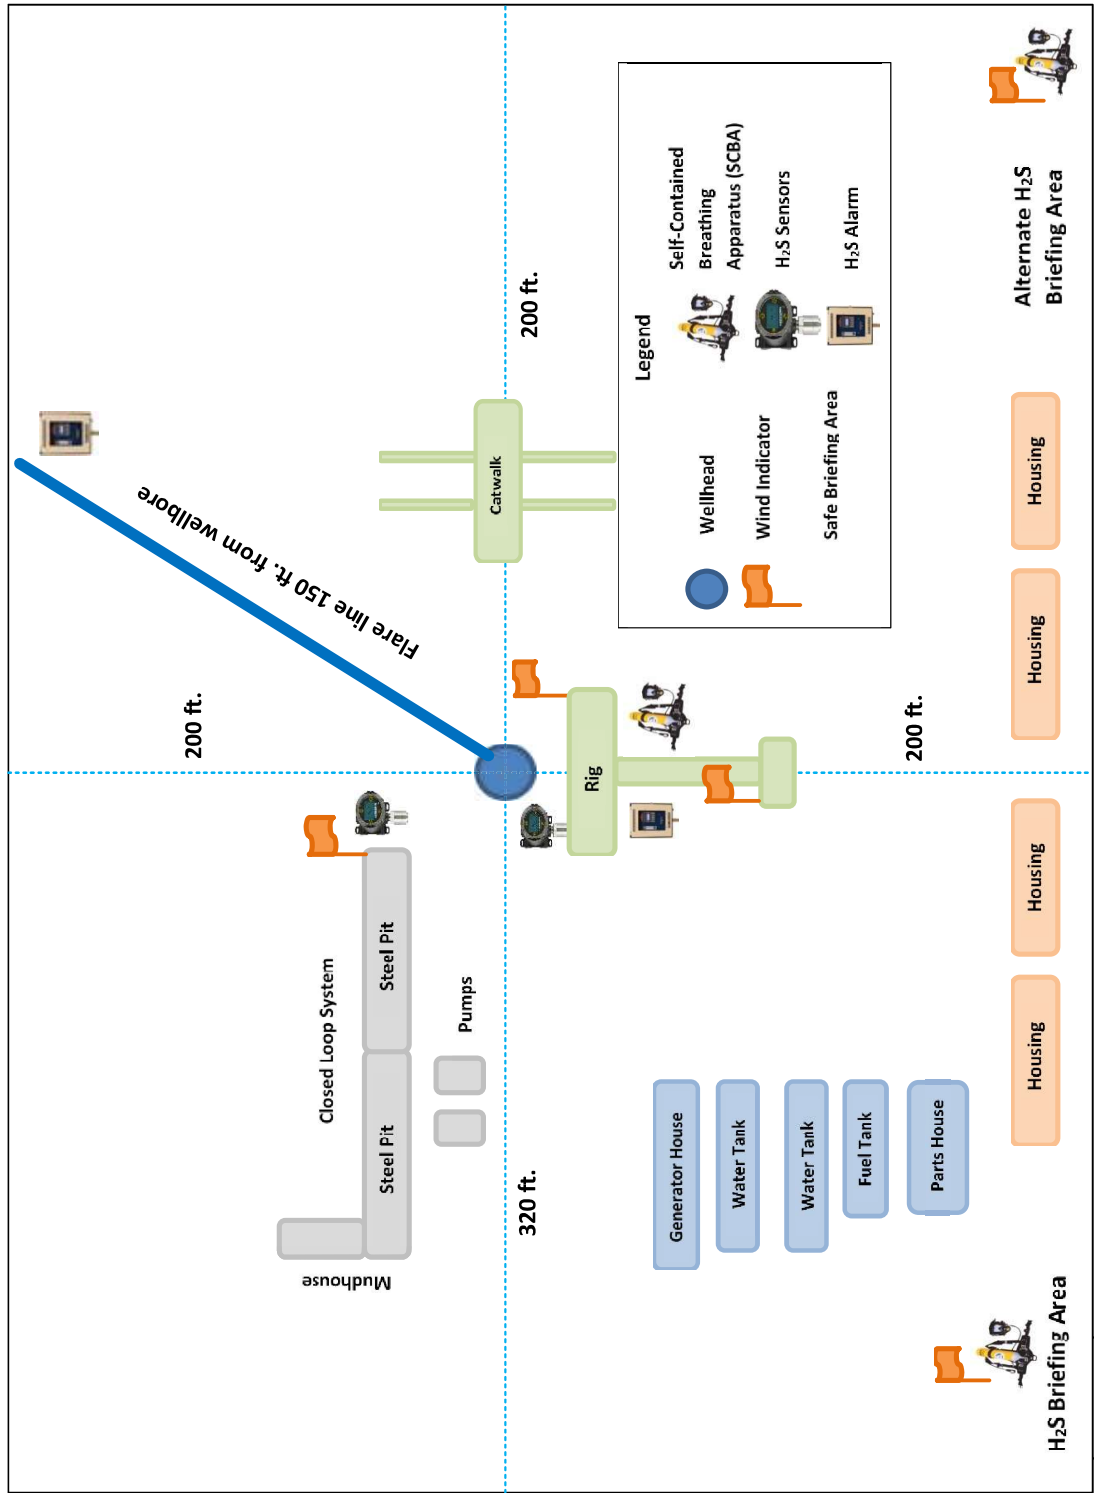 200 ft.
Flare line 150 ft. from wellbore
200 ft.
Catwalk
Closed Loop System
Steel Pit
Steel Pit
Mudhouse
Pumps
320 ft.
Rig
200 ft.
Generator House
Water Tank
Water Tank
Fuel Tank
Parts House
Legend
Wellhead
Wind Indicator
Safe Briefing Area
Self-Contained
Breathing
Apparatus (SCBA)
H₂S Sensors
H₂S Alarm
Housing
Housing
Housing
Housing
H₂S Briefing Area
Alternate H₂S
Briefing Area